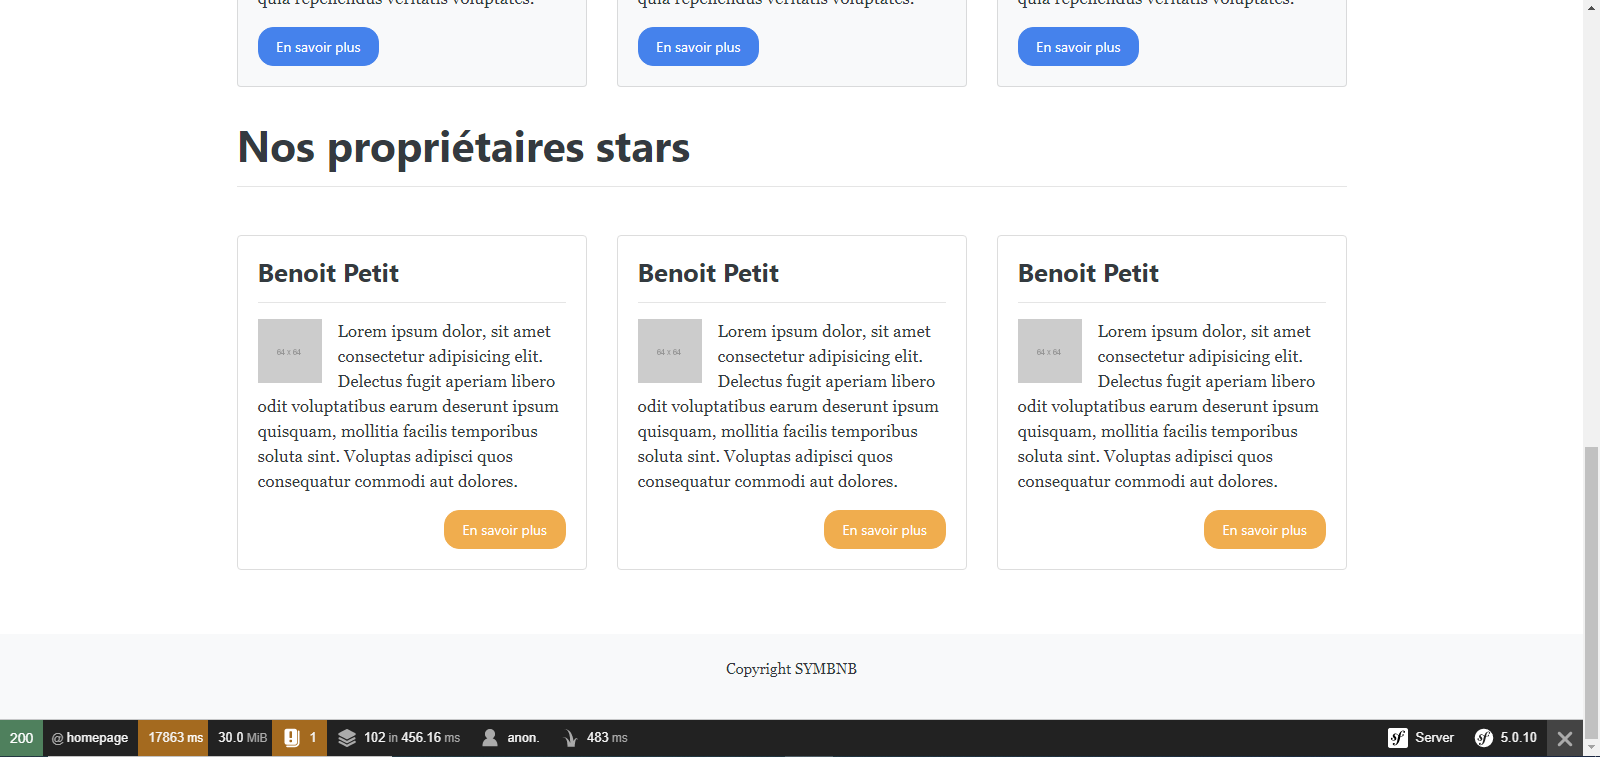 quia repellendus veritatis voluptates.
quia repellendus veritatis voluptates.
quia repellendus veritatis voluptates.
En savoir plus
En savoir plus
En savoir plus
Nos propriétaires stars
Benoit Petit
64 x 64
Lorem ipsum dolor, sit amet
consectetur adipisicing elit.
Delectus fugit aperiam libero
odit voluptatibus earum deserunt ipsum
quisquam, mollitia facilis temporibus
soluta sint. Voluptas adipisci quos
consequatur commodi aut dolores.
En savoir plus
Benoit Petit
64 x 64
Lorem ipsum dolor, sit amet
consectetur adipisicing elit.
Delectus fugit aperiam libero
odit voluptatibus earum deserunt ipsum
quisquam, mollitia facilis temporibus
soluta sint. Voluptas adipisci quos
consequatur commodi aut dolores.
En savoir plus
Benoit Petit
64 x 64
Lorem ipsum dolor, sit amet
consectetur adipisicing elit.
Delectus fugit aperiam libero
odit voluptatibus earum deserunt ipsum
quisquam, mollitia facilis temporibus
soluta sint. Voluptas adipisci quos
consequatur commodi aut dolores.
En savoir plus
Copyright SYMBNB
200 @ homepage 17863 ms 30.0 MiB 1 102 in 456.16 ms anon. 483 ms sf Server sf 5.0.10